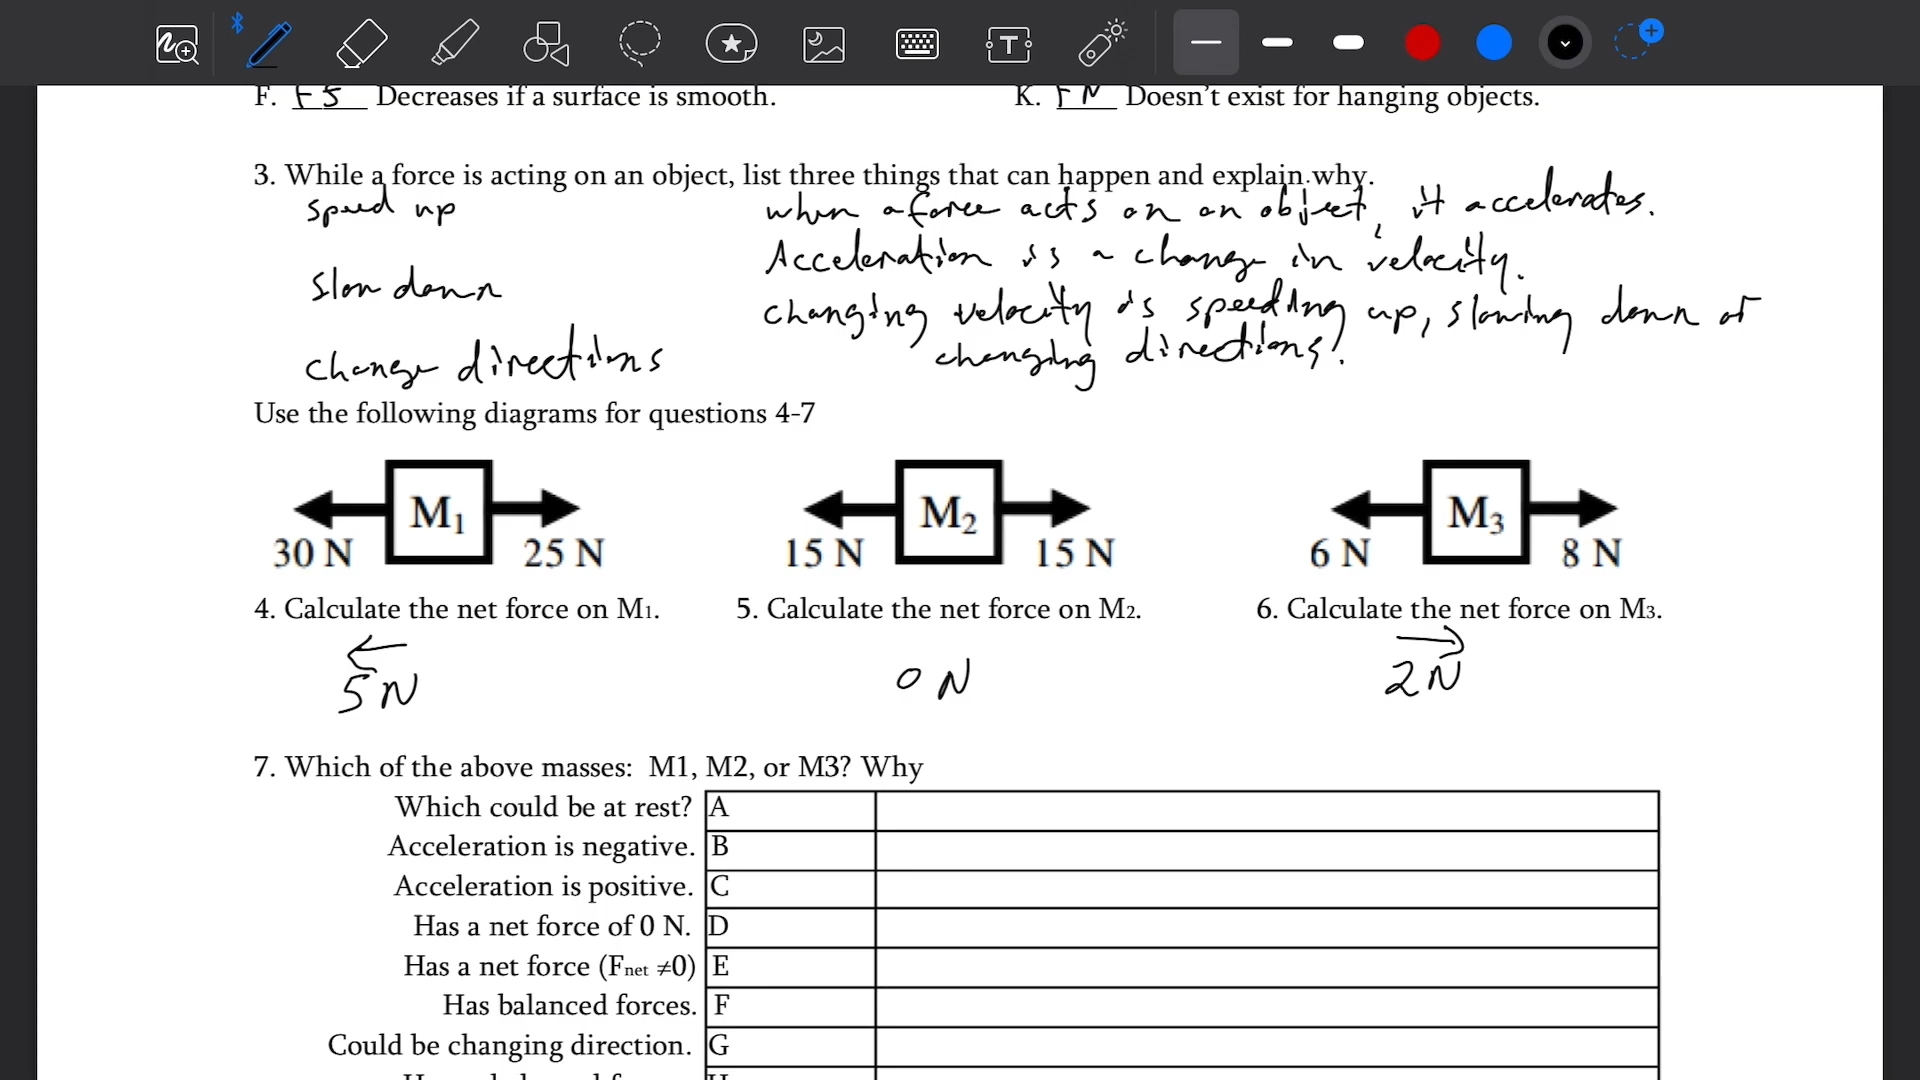 F. Ff Decreases if a surface is smooth.
K. FN Doesn't exist for hanging objects.
3. While a force is acting on an object, list three things that can happen and explain why.
speed up
when a force acts on an object, it accelerates.
Acceleration is a change in velocity.
slow down
changing velocity is speeding up, slowing down or
changing directions!
change directions
Use the following diagrams for questions 4-7
M1
30 N
25 N
M2
15 N
15 N
M3
6 N
8 N
4. Calculate the net force on M1.
5. Calculate the net force on M2.
6. Calculate the net force on M3.
5N
0 N
2N
7. Which of the above masses: M1, M2, or M3? Why
Which could be at rest? A
Acceleration is negative. B
Acceleration is positive. C
Has a net force of 0 N. D
Has a net force (Fnet ≠0) E
Has balanced forces. F
Could be changing direction. G